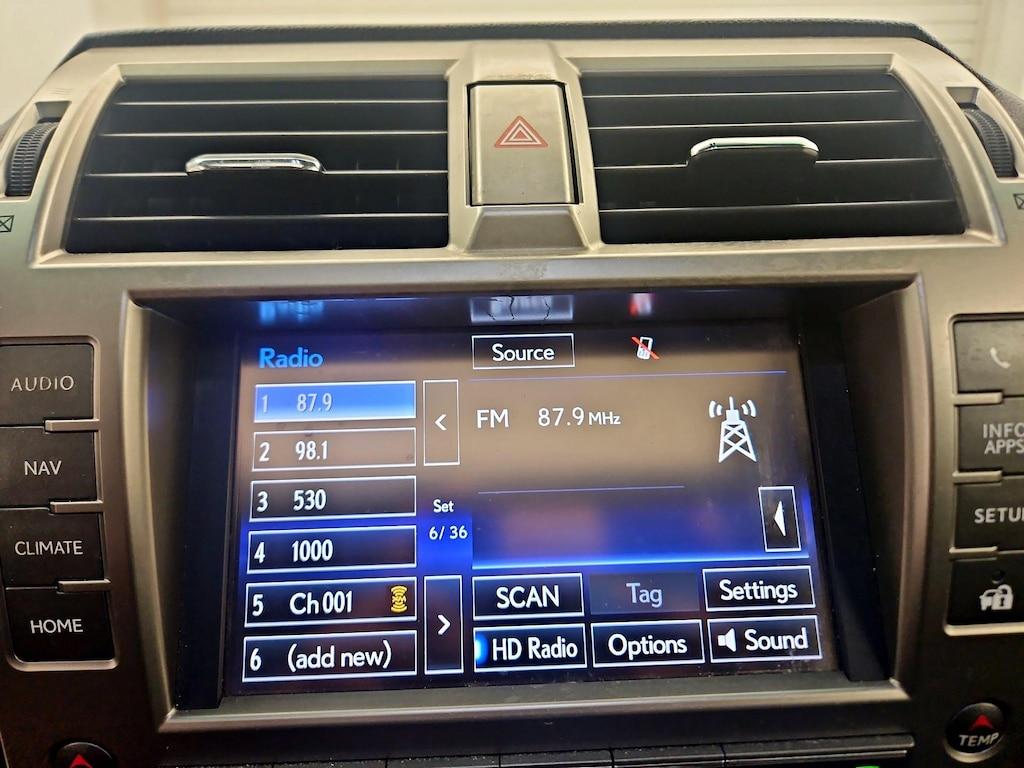 Radio
Source
1 87.9
2 98.1
3 530
4 1000
5 Ch001
6 (add new)
<
Set
6/36
>
FM 87.9 MHz
SCAN
Tag
Settings
HD Radio
Options
Sound
AUDIO
NAV
CLIMATE
HOME
INFO
APPS
SETUP
TEMP